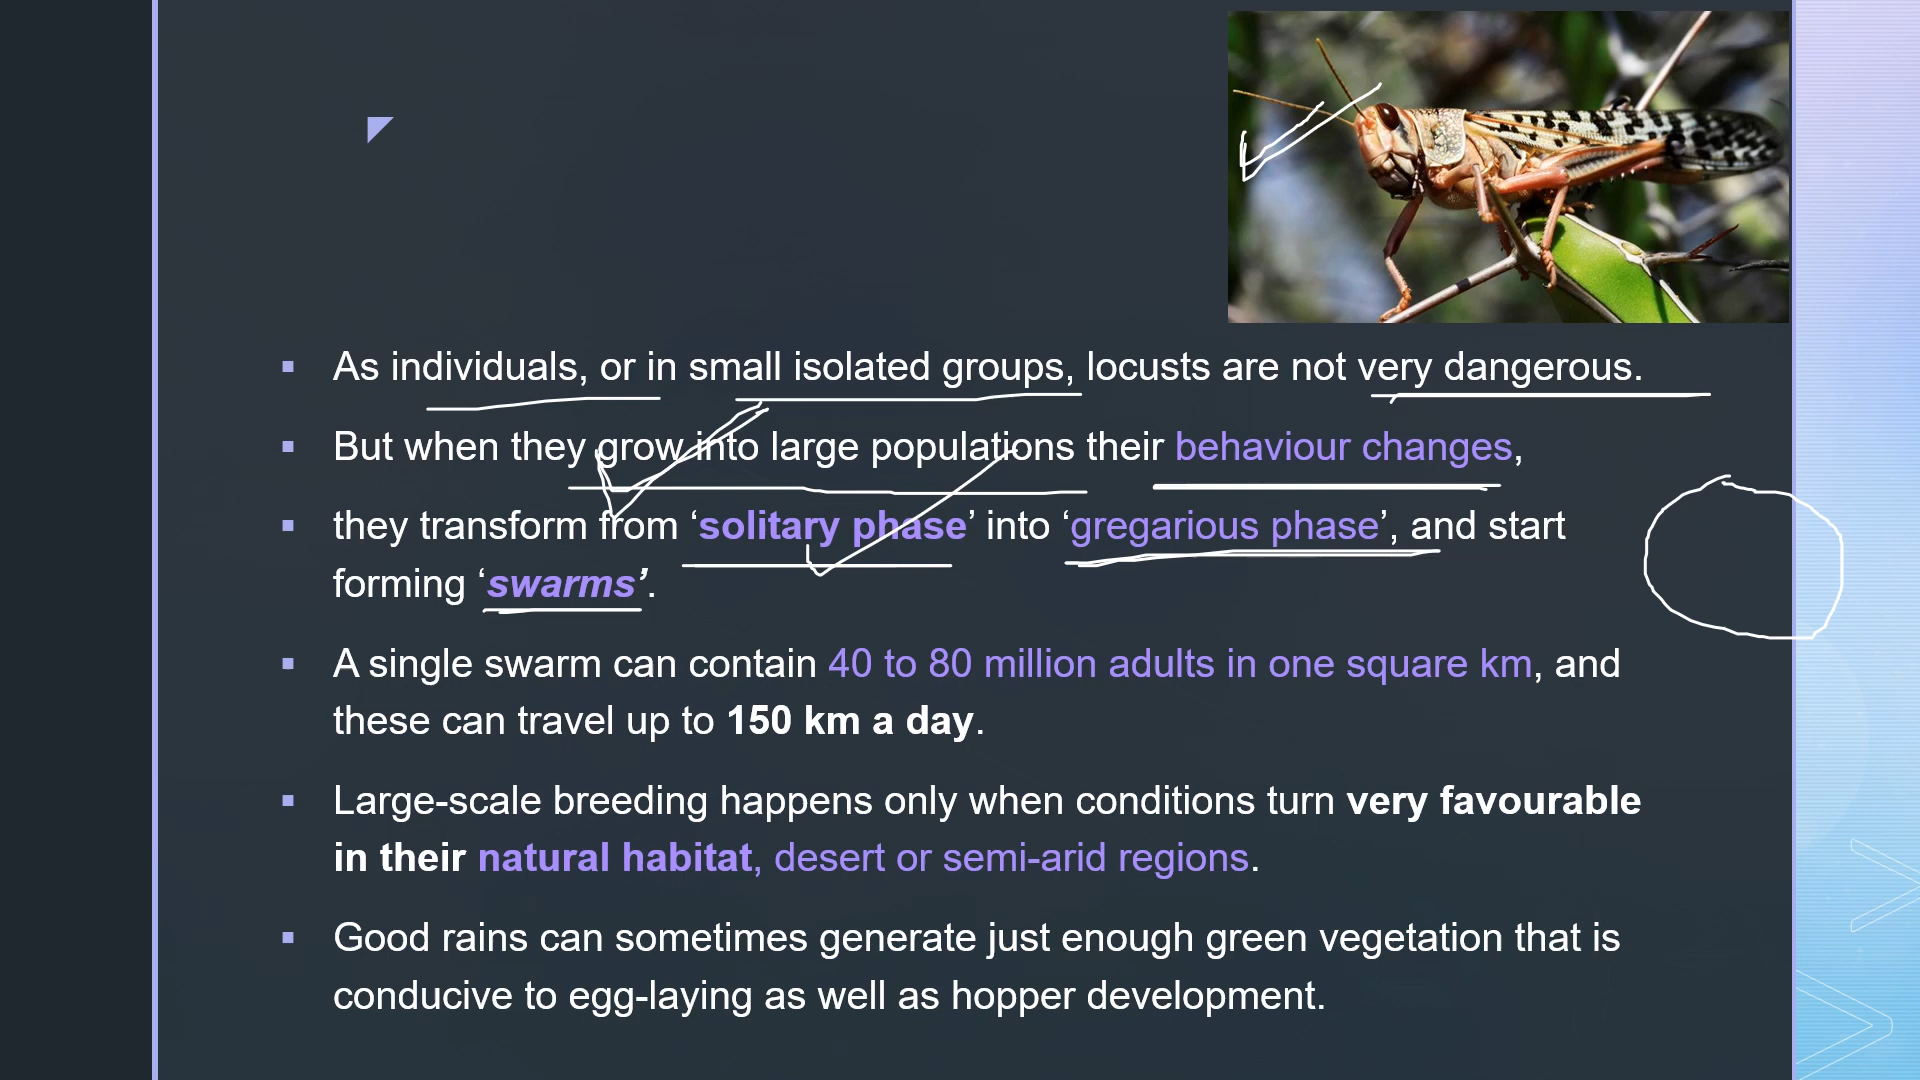 As individuals, or in small isolated groups, locusts are not very dangerous.
But when they grow into large populations their behaviour changes,
they transform from ‘solitary phase’ into ‘gregarious phase’, and start
forming ‘swarms’.
A single swarm can contain 40 to 80 million adults in one square km, and
these can travel up to 150 km a day.
Large-scale breeding happens only when conditions turn very favourable
in their natural habitat, desert or semi-arid regions.
Good rains can sometimes generate just enough green vegetation that is
conducive to egg-laying as well as hopper development.